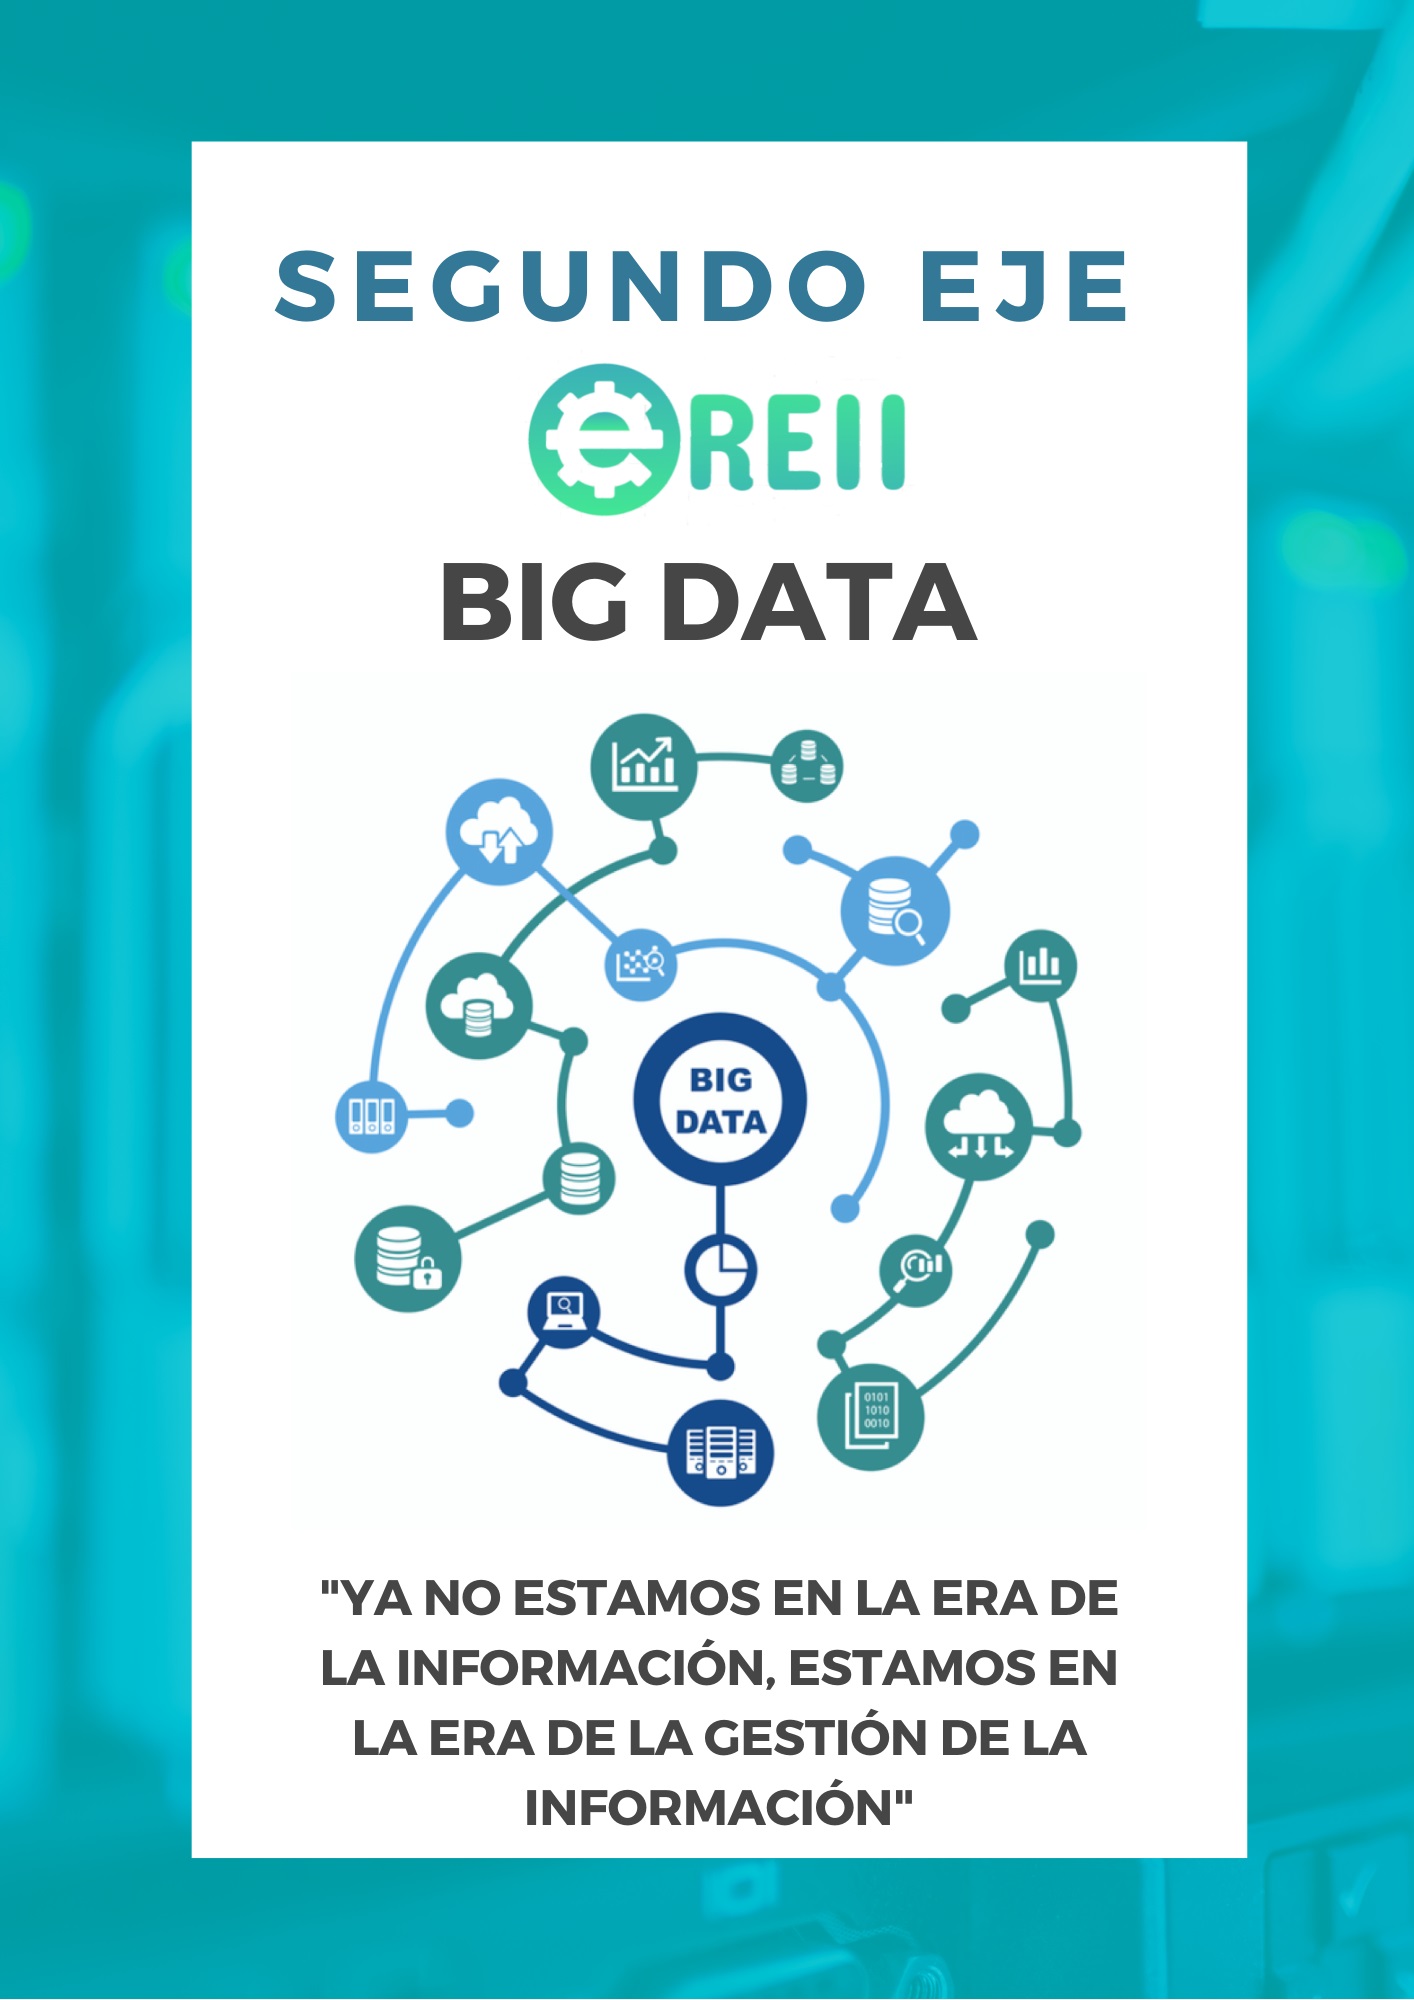 SEGUNDO EJE
eREII
BIG DATA
BIG
DATA
0101
1010
0010
"YA NO ESTAMOS EN LA ERA DE
LA INFORMACIÓN, ESTAMOS EN
LA ERA DE LA GESTIÓN DE LA
INFORMACIÓN"